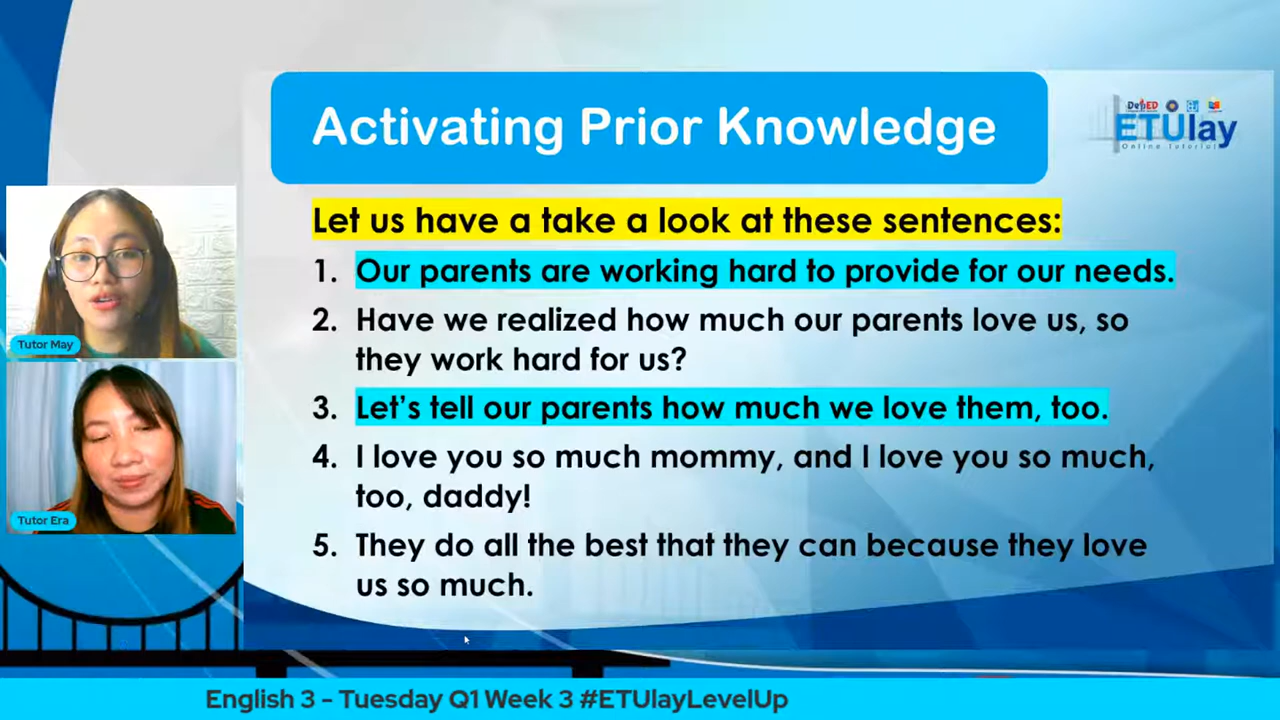 Activating Prior Knowledge
DepED
ETUlay
Online Tutorial
Let us have a take a look at these sentences:
1. Our parents are working hard to provide for our needs.
2. Have we realized how much our parents love us, so
they work hard for us?
3. Let's tell our parents how much we love them, too.
4. I love you so much mommy, and I love you so much,
too, daddy!
5. They do all the best that they can because they love
us so much.
Tutor May
Tutor Era
English 3 - Tuesday Q1 Week 3 #ETUlayLevelUp